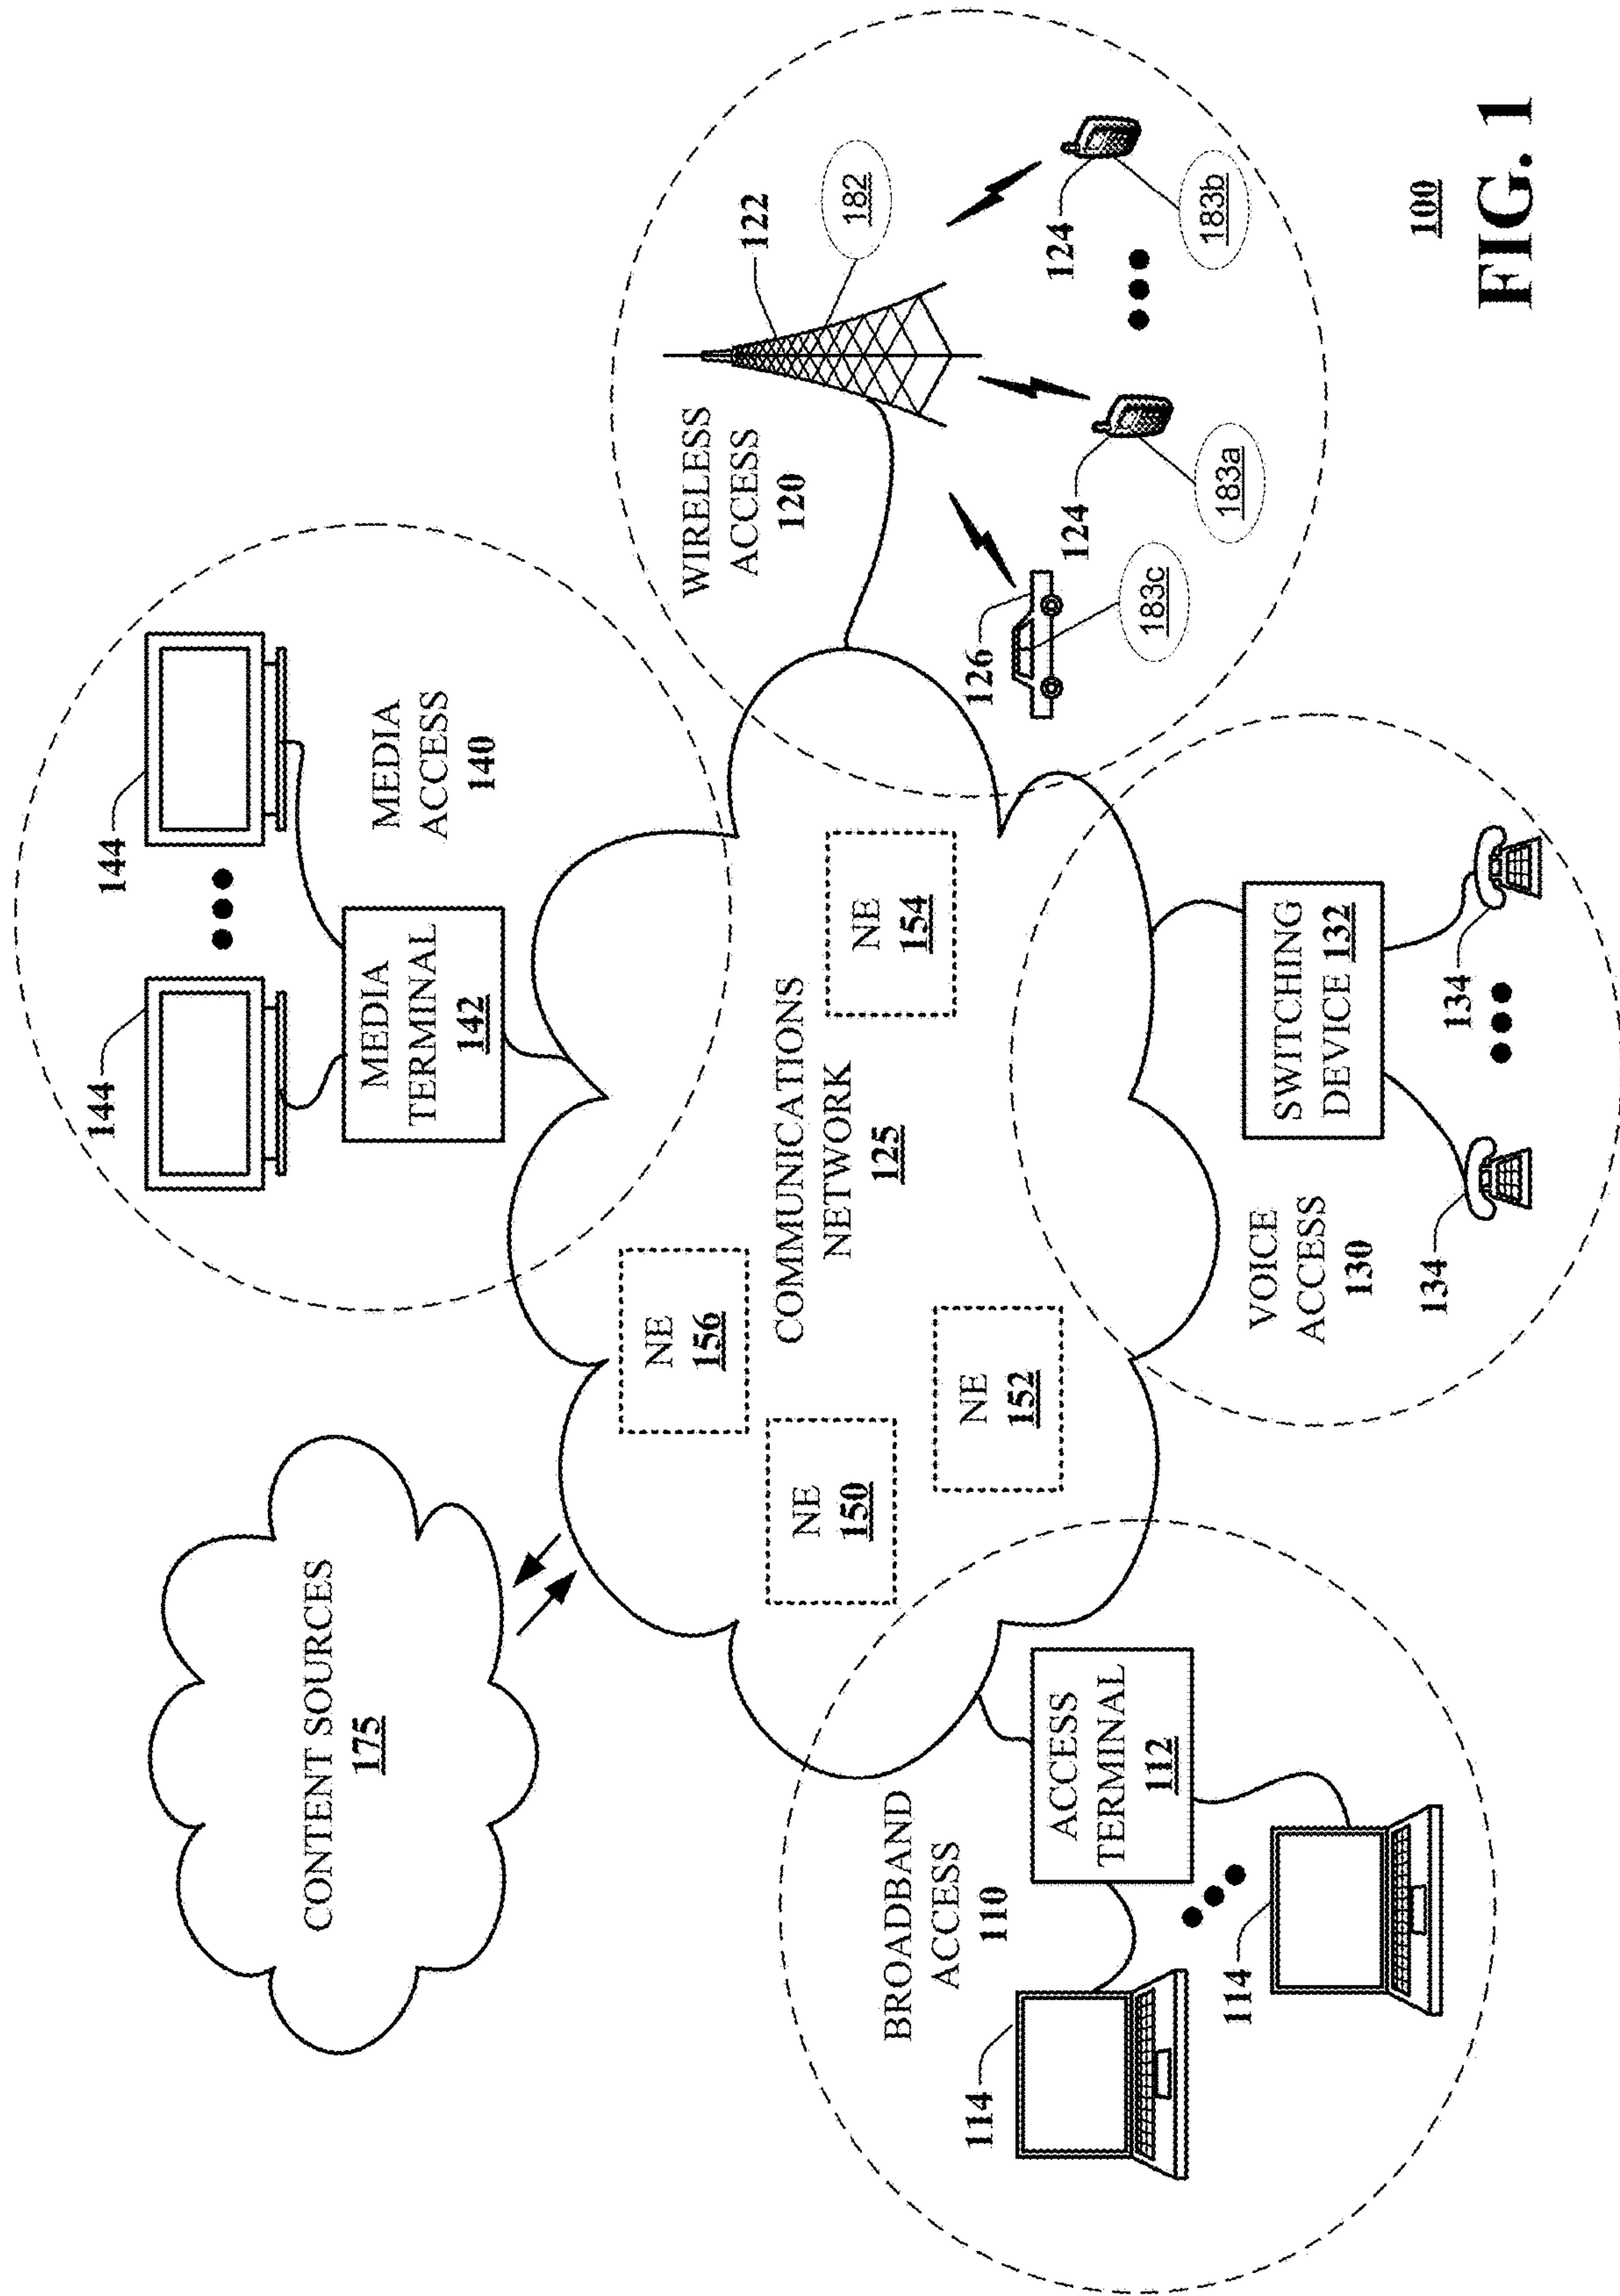 CONTENT SOURCES
175
144
144
MEDIA
TERMINAL
142
MEDIA
ACCESS
140
NE
156
NE
150
COMMUNICATIONS
NETWORK
125
NE
152
NE
154
WIRELESS
ACCESS
120
122
182
126
183c
124
183a
124
183b
BROADBAND
ACCESS
110
ACCESS
TERMINAL
112
114
114
VOICE
ACCESS
130
SWITCHING
DEVICE 132
134
134
100
FIG. 1